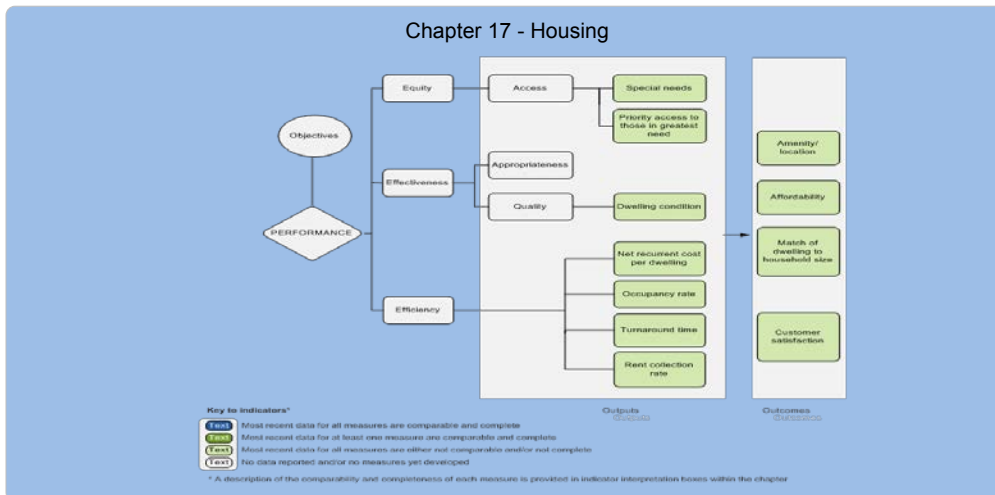 Chapter 17 - Housing
Objectives
PERFORMANCE
Equity
Access
Special needs
Priority access to
those in greatest
need
Effectiveness
Appropriateness
Quality
Dwelling condition
Efficiency
Net recurrent cost
per dwelling
Occupancy rate
Turnaround time
Rent collection
rate
Amenity/
location
Affordability
Match of
dwelling to
household size
Customer
satisfaction
Outputs
Outputs
Outcomes
Outcomes
Key to indicators*
Text Most recent data for all measures are comparable and complete
Text Most recent data for at least one measure are comparable and complete
Text Most recent data for all measures are either not comparable and/or not complete
Text No data reported and/or no measures yet developed
* A description of the comparability and completeness of each measure is provided in indicator interpretation boxes within the chapter